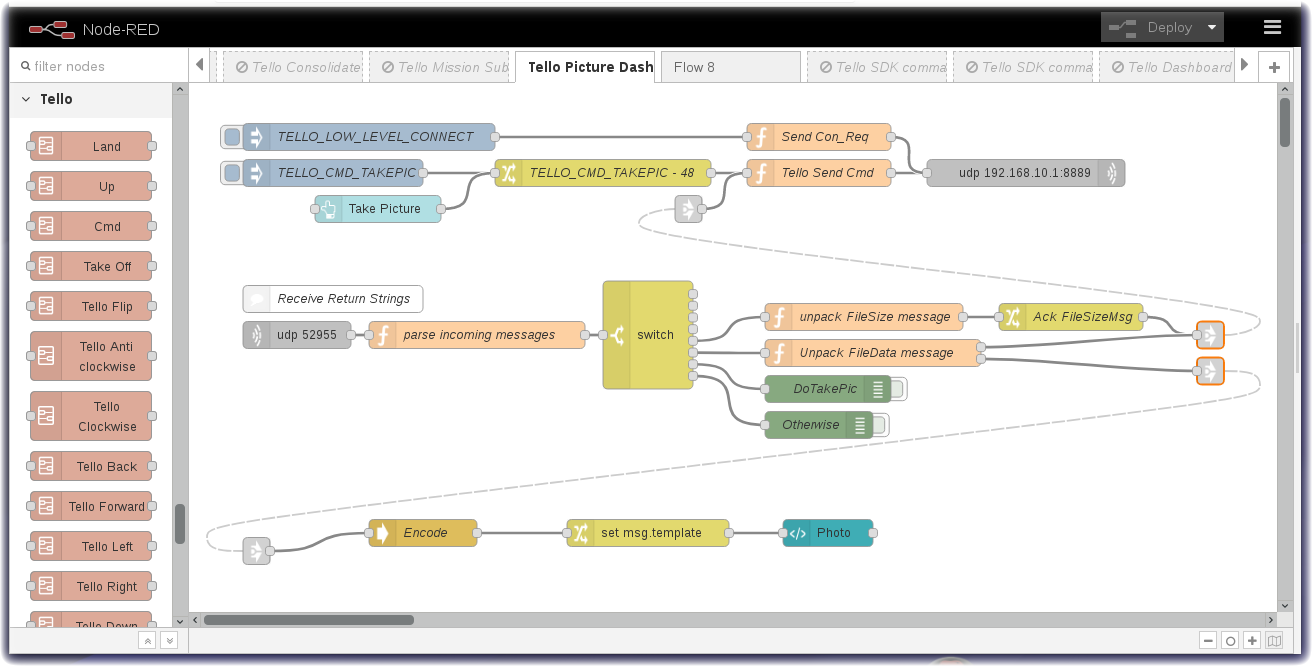 Node-RED
Deploy
filter nodes
Tello Consolidate
Tello Mission Sub
Tello Picture Dash
Flow 8
Tello SDK comma
Tello SDK comma
Tello Dashboard
Tello
Land
Up
Cmd
Take Off
Tello Flip
Tello Anti
clockwise
Tello
Clockwise
Tello Back
Tello Forward
Tello Left
Tello Right
Tello Down
TELLO_LOW_LEVEL_CONNECT
Send Con_Req
TELLO_CMD_TAKEPIC
TELLO_CMD_TAKEPIC - 48
Tello Send Cmd
udp 192.168.10.1:8889
Take Picture
Receive Return Strings
udp 52955
parse incoming messages
switch
unpack FileSize message
Ack FileSizeMsg
Unpack FileData message
DoTakePic
Otherwise
Encode
set msg.template
Photo